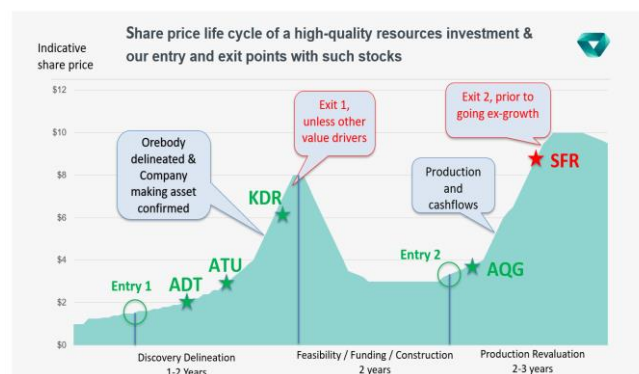 Share price life cycle of a high-quality resources investment &
our entry and exit points with such stocks
Indicative
share price
$12
$10
$8
$6
$4
$2
$0
Orebody
delineated &
Company
making asset
confirmed
Exit 1,
unless other
value drivers
Exit 2, prior to
going ex-growth
Production
and
cashflows
Entry 1
ADT
ATU
KDR
Entry 2
AQG
SFR
Discovery Delineation
1-2 Years
Feasibility / Funding / Construction
2 years
Production Revaluation
2-3 years